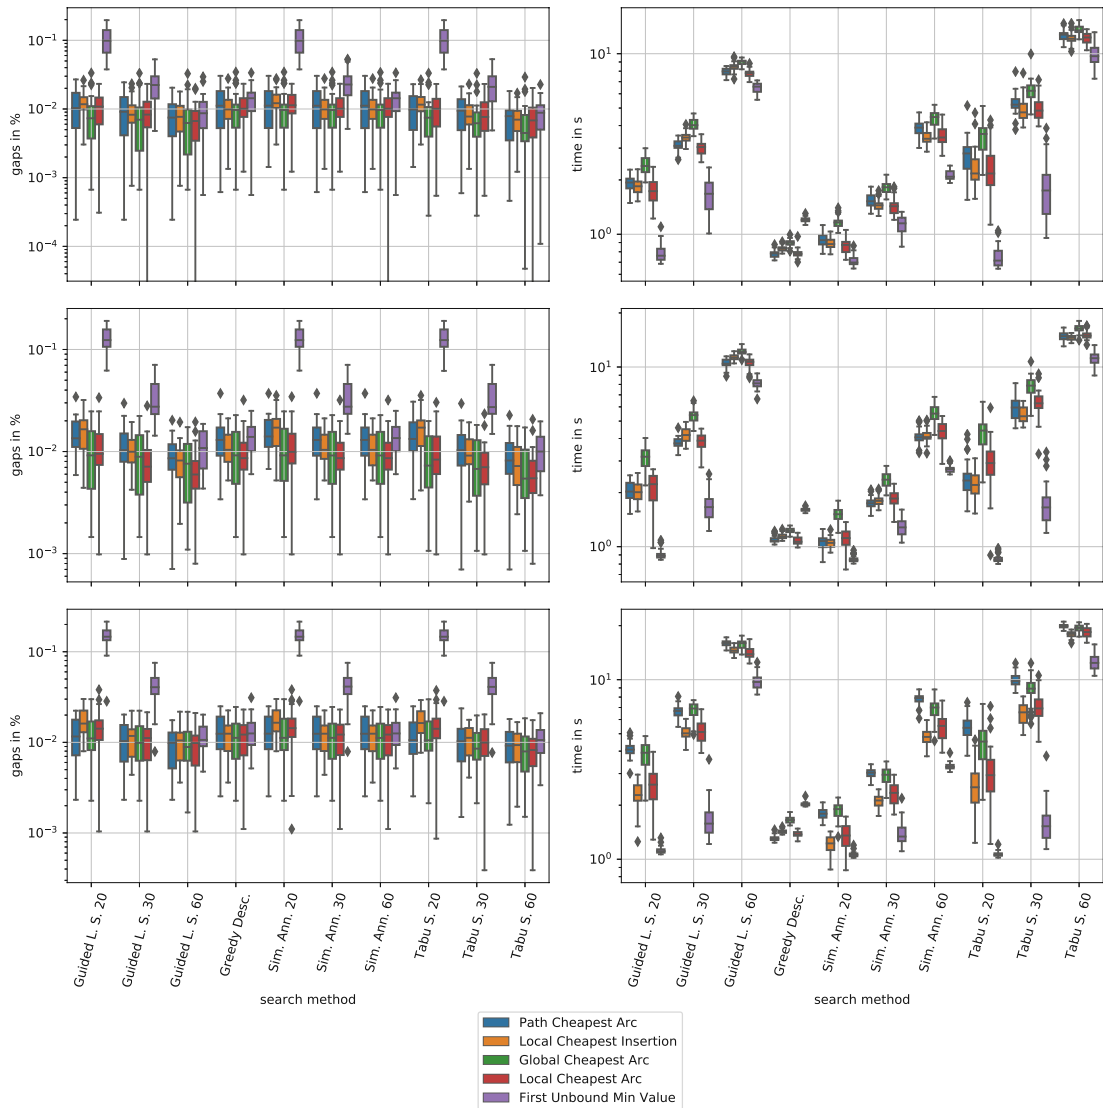 10⁻¹
10⁻²
10⁻³
10⁻⁴
gaps in %
10¹
10⁰
time in s
10⁻¹
10⁻²
10⁻³
gaps in %
10¹
10⁰
time in s
10⁻¹
10⁻²
10⁻³
gaps in %
10¹
10⁰
time in s
Guided L. S. 20
Guided L. S. 30
Guided L. S. 60
Greedy Desc.
Sim. Ann. 20
Sim. Ann. 30
Sim. Ann. 60
Tabu S. 20
Tabu S. 30
Tabu S. 60
search method
Guided L. S. 20
Guided L. S. 30
Guided L. S. 60
Greedy Desc.
Sim. Ann. 20
Sim. Ann. 30
Sim. Ann. 60
Tabu S. 20
Tabu S. 30
Tabu S. 60
search method
Path Cheapest Arc
Local Cheapest Insertion
Global Cheapest Arc
Local Cheapest Arc
First Unbound Min Value